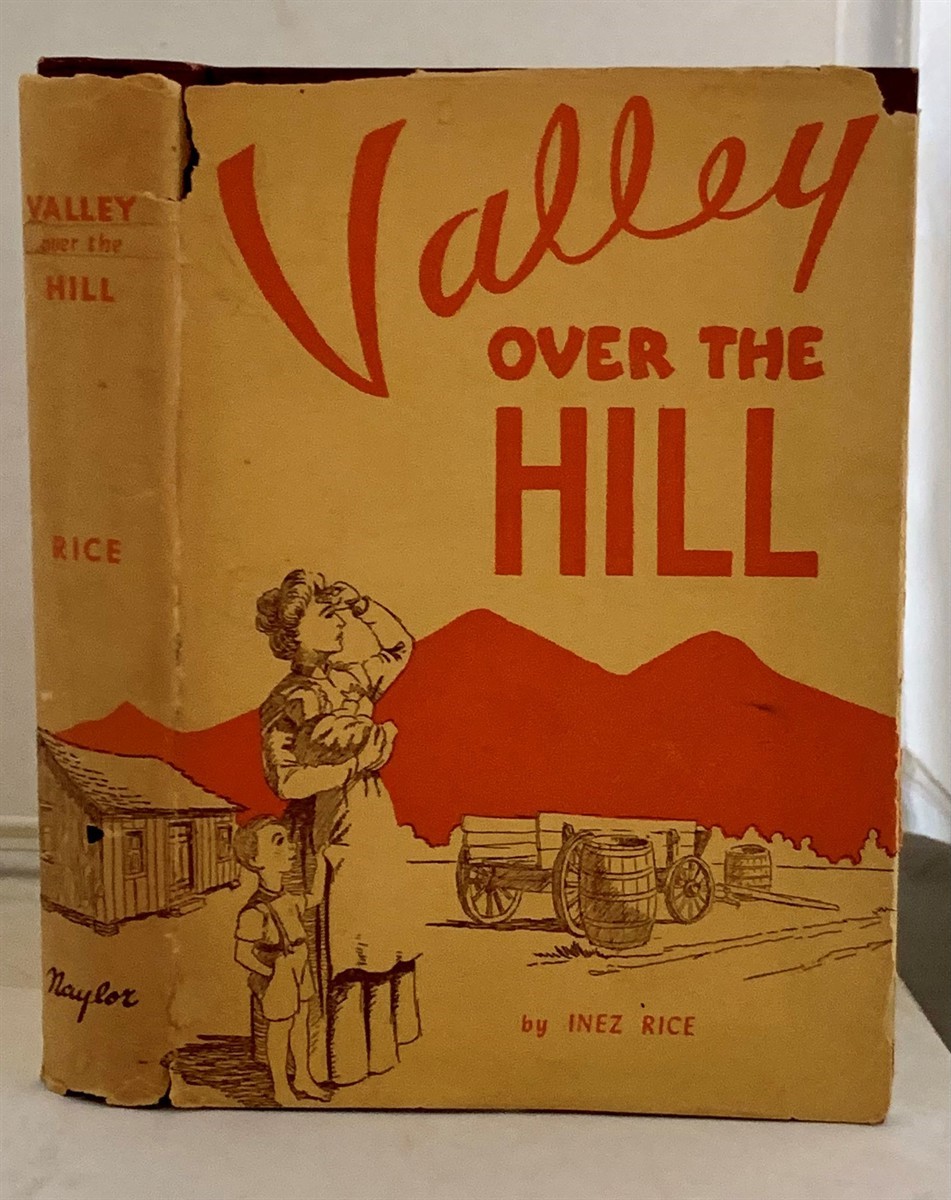 VALLEY
over the
HILL
RICE
Naylor
Valley
OVER THE
HILL
by INEZ RICE